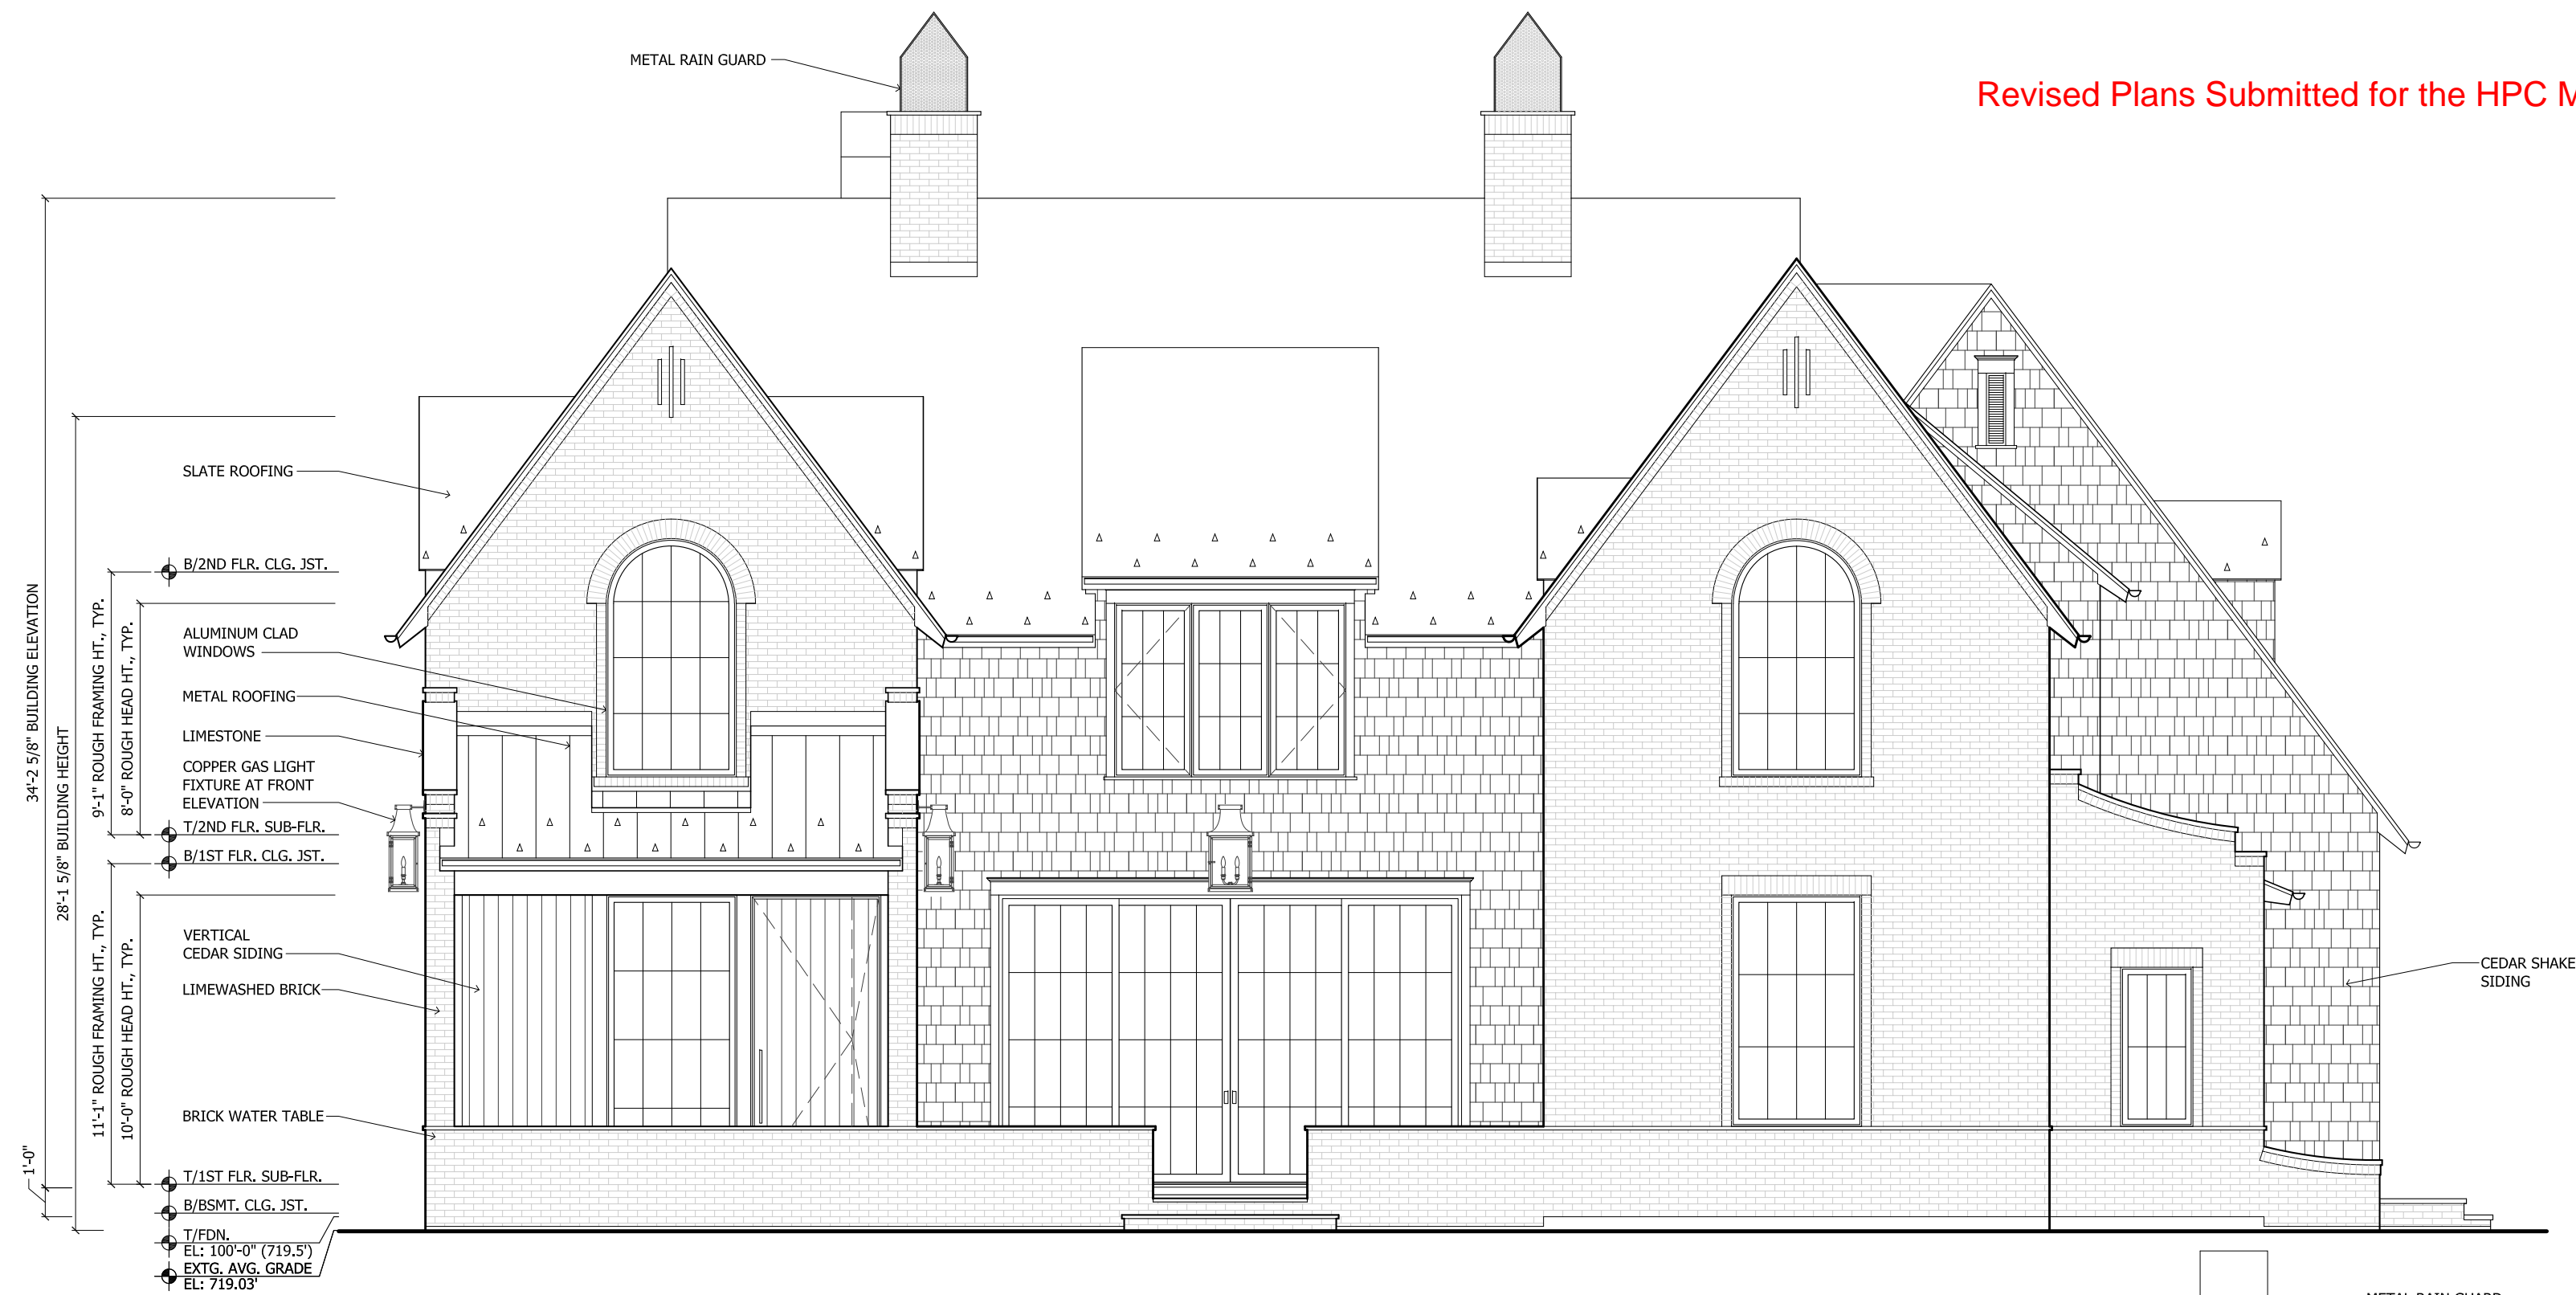 METAL RAIN GUARD
Revised Plans Submitted for the HPC M
SLATE ROOFING
B/2ND FLR. CLG. JST.
ALUMINUM CLAD
WINDOWS
METAL ROOFING
LIMESTONE
COPPER GAS LIGHT
FIXTURE AT FRONT
ELEVATION
T/2ND FLR. SUB-FLR.
B/1ST FLR. CLG. JST.
VERTICAL
CEDAR SIDING
LIMEWASHED BRICK
BRICK WATER TABLE
T/1ST FLR. SUB-FLR.
B/BSMT. CLG. JST.
T/FDN.
EL: 100'-0" (719.5')
EXTG. AVG. GRADE
EL: 719.03'
34'-2 5/8" BUILDING ELEVATION
28'-1 5/8" BUILDING HEIGHT
9'-1" ROUGH FRAMING HT., TYP.
8'-0" ROUGH HEAD HT., TYP.
11'-1" ROUGH FRAMING HT., TYP.
10'-0" ROUGH HEAD HT., TYP.
1'-0"
CEDAR SHAKE
SIDING
METAL RAIN GUARD